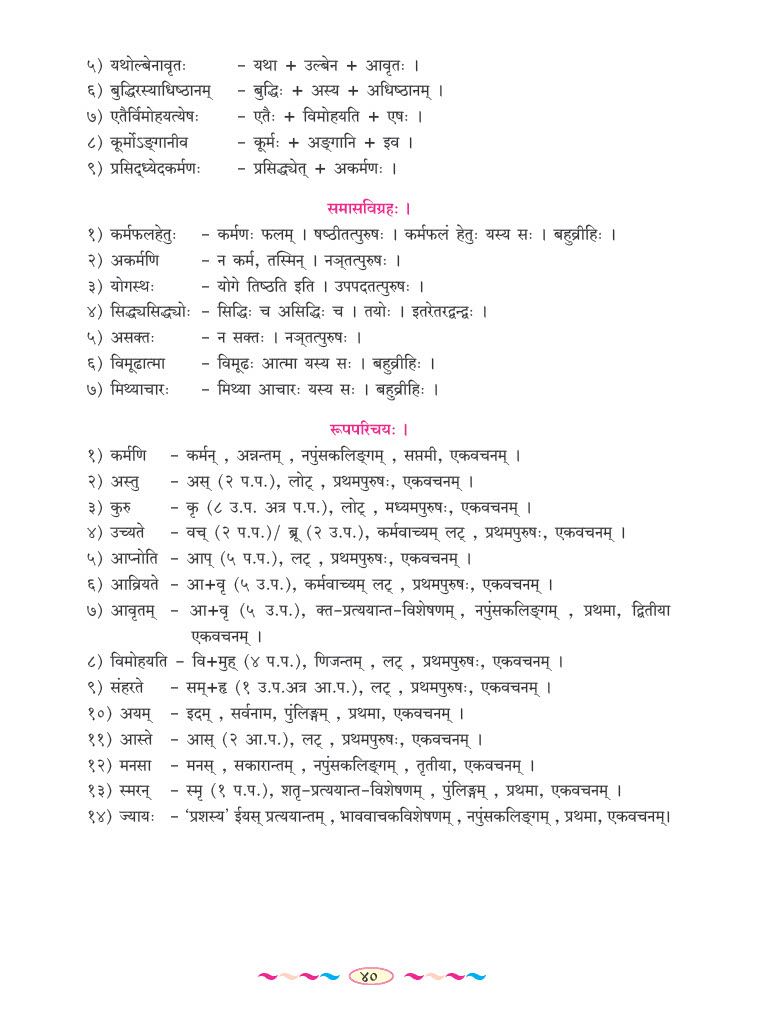 ५) यथोल्बेनावृतः - यथा + उल्बेन + आवृतः ।
६) बुद्धिरस्याधिष्ठानम् - बुद्धिः + अस्य + अधिष्ठानम् ।
७) एतैर्विमोहयत्येषः - एतैः + विमोहयति + एषः ।
८) कूर्मोऽङ्गानीव - कूर्मः + अङ्गानि + इव ।
९) प्रसिद्ध्येदकर्मणः - प्रसिद्ध्येत् + अकर्मणः ।
समासविग्रहः ।
१) कर्मफलहेतुः - कर्मणः फलम् । षष्ठीतत्पुरुषः । कर्मफलं हेतुः यस्य सः । बहुव्रीहिः ।
२) अकर्मणि - न कर्म, तस्मिन् । नञ्तत्पुरुषः ।
३) योगस्थः - योगे तिष्ठति इति । उपपदतत्पुरुषः ।
४) सिद्ध्यसिद्ध्योः - सिद्धिः च असिद्धिः च । तयोः । इतरेतरद्वन्द्वः ।
५) असक्तः - न सक्तः । नञ्तत्पुरुषः ।
६) विमूढात्मा - विमूढः आत्मा यस्य सः । बहुव्रीहिः ।
७) मिथ्याचारः - मिथ्या आचारः यस्य सः । बहुव्रीहिः ।
रूपपरिचयः ।
१) कर्मणि - कर्मन् , अन्नन्तम् , नपुंसकलिङ्गम् , सप्तमी, एकवचनम् ।
२) अस्तु - अस् (२ प.प.), लोट् , प्रथमपुरुषः, एकवचनम् ।
३) कुरु - कृ (८ उ.प. अत्र प.प.), लोट् , मध्यमपुरुषः, एकवचनम् ।
४) उच्यते - वच् (२ प.प.)/ ब्रू (२ उ.प.), कर्मवाच्यम् लट् , प्रथमपुरुषः, एकवचनम् ।
५) आप्नोति - आप् (५ प.प.), लट् , प्रथमपुरुषः, एकवचनम् ।
६) आव्रियते - आ+वृ (५ उ.प.), कर्मवाच्यम् लट् , प्रथमपुरुषः, एकवचनम् ।
७) आवृतम् - आ+वृ (५ उ.प.), क्त-प्रत्ययान्त-विशेषणम् , नपुंसकलिङ्गम् , प्रथमा, द्वितीया
एकवचनम् ।
८) विमोहयति - वि+मुह् (४ प.प.), णिजन्तम् , लट् , प्रथमपुरुषः, एकवचनम् ।
९) संहरते - सम्+हृ (१ उ.प.अत्र आ.प.), लट् , प्रथमपुरुषः, एकवचनम् ।
१०) अयम् - इदम् , सर्वनाम, पुंलिङ्गम् , प्रथमा, एकवचनम् ।
११) आस्ते - आस् (२ आ.प.), लट् , प्रथमपुरुषः, एकवचनम् ।
१२) मनसा - मनस् , सकारान्तम् , नपुंसकलिङ्गम् , तृतीया, एकवचनम् ।
१३) स्मरन् - स्मृ (१ प.प.), शतृ-प्रत्ययान्त-विशेषणम् , पुंलिङ्गम् , प्रथमा, एकवचनम् ।
१४) ज्यायः - 'प्रशस्य' ईयस् प्रत्ययान्तम् , भाववाचकविशेषणम् , नपुंसकलिङ्गम् , प्रथमा, एकवचनम्।
४०